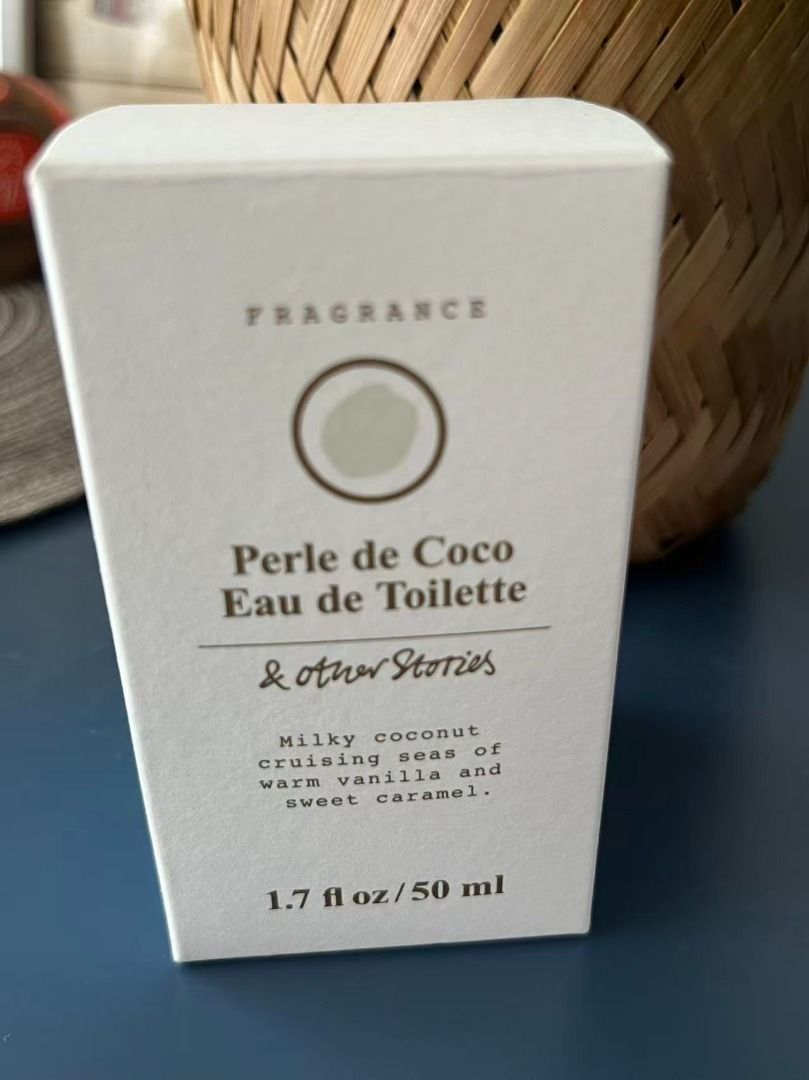 FRAGRANCE
Perle de Coco
Eau de Toilette
& other Stories
Milky coconut
cruising seas of
warm vanilla and
sweet caramel.
1.7 fl oz/50 ml